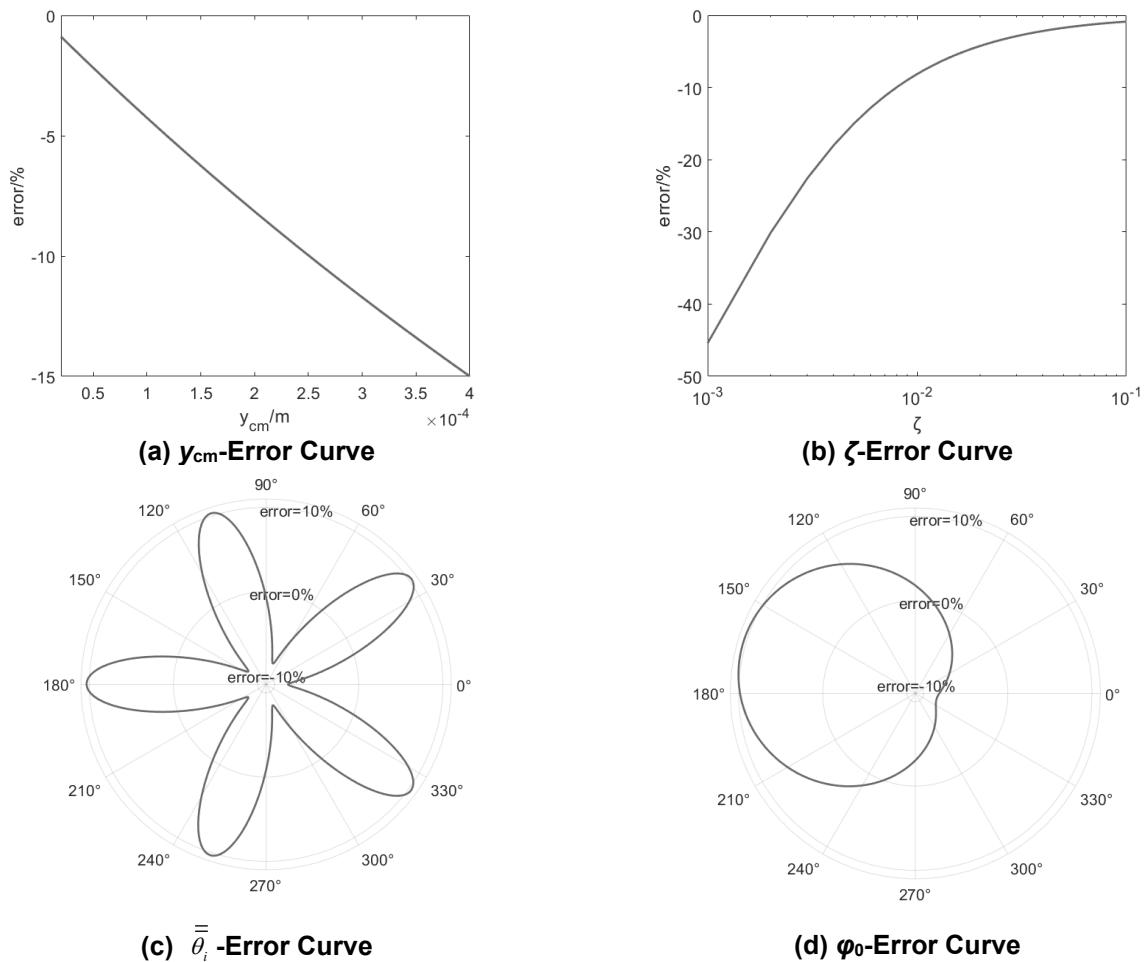 0
-5
-10
-15
error/%
0.5 1 1.5 2 2.5 3 3.5 4
×10⁻⁴
y_cm/m
(a) y_cm-Error Curve
0
-10
-20
-30
-40
-50
error/%
10⁻³ 10⁻² 10⁻¹
ζ
(b) ζ-Error Curve
90°
120° 60°
error=10%
150° 30°
error=0%
180° error=-10% 0°
210° 330°
240° 300°
270°
(c) θ̿_i -Error Curve
90°
120° 60°
error=10%
150° 30°
error=0%
180° error=-10% 0°
210° 330°
240° 300°
270°
(d) φ₀-Error Curve